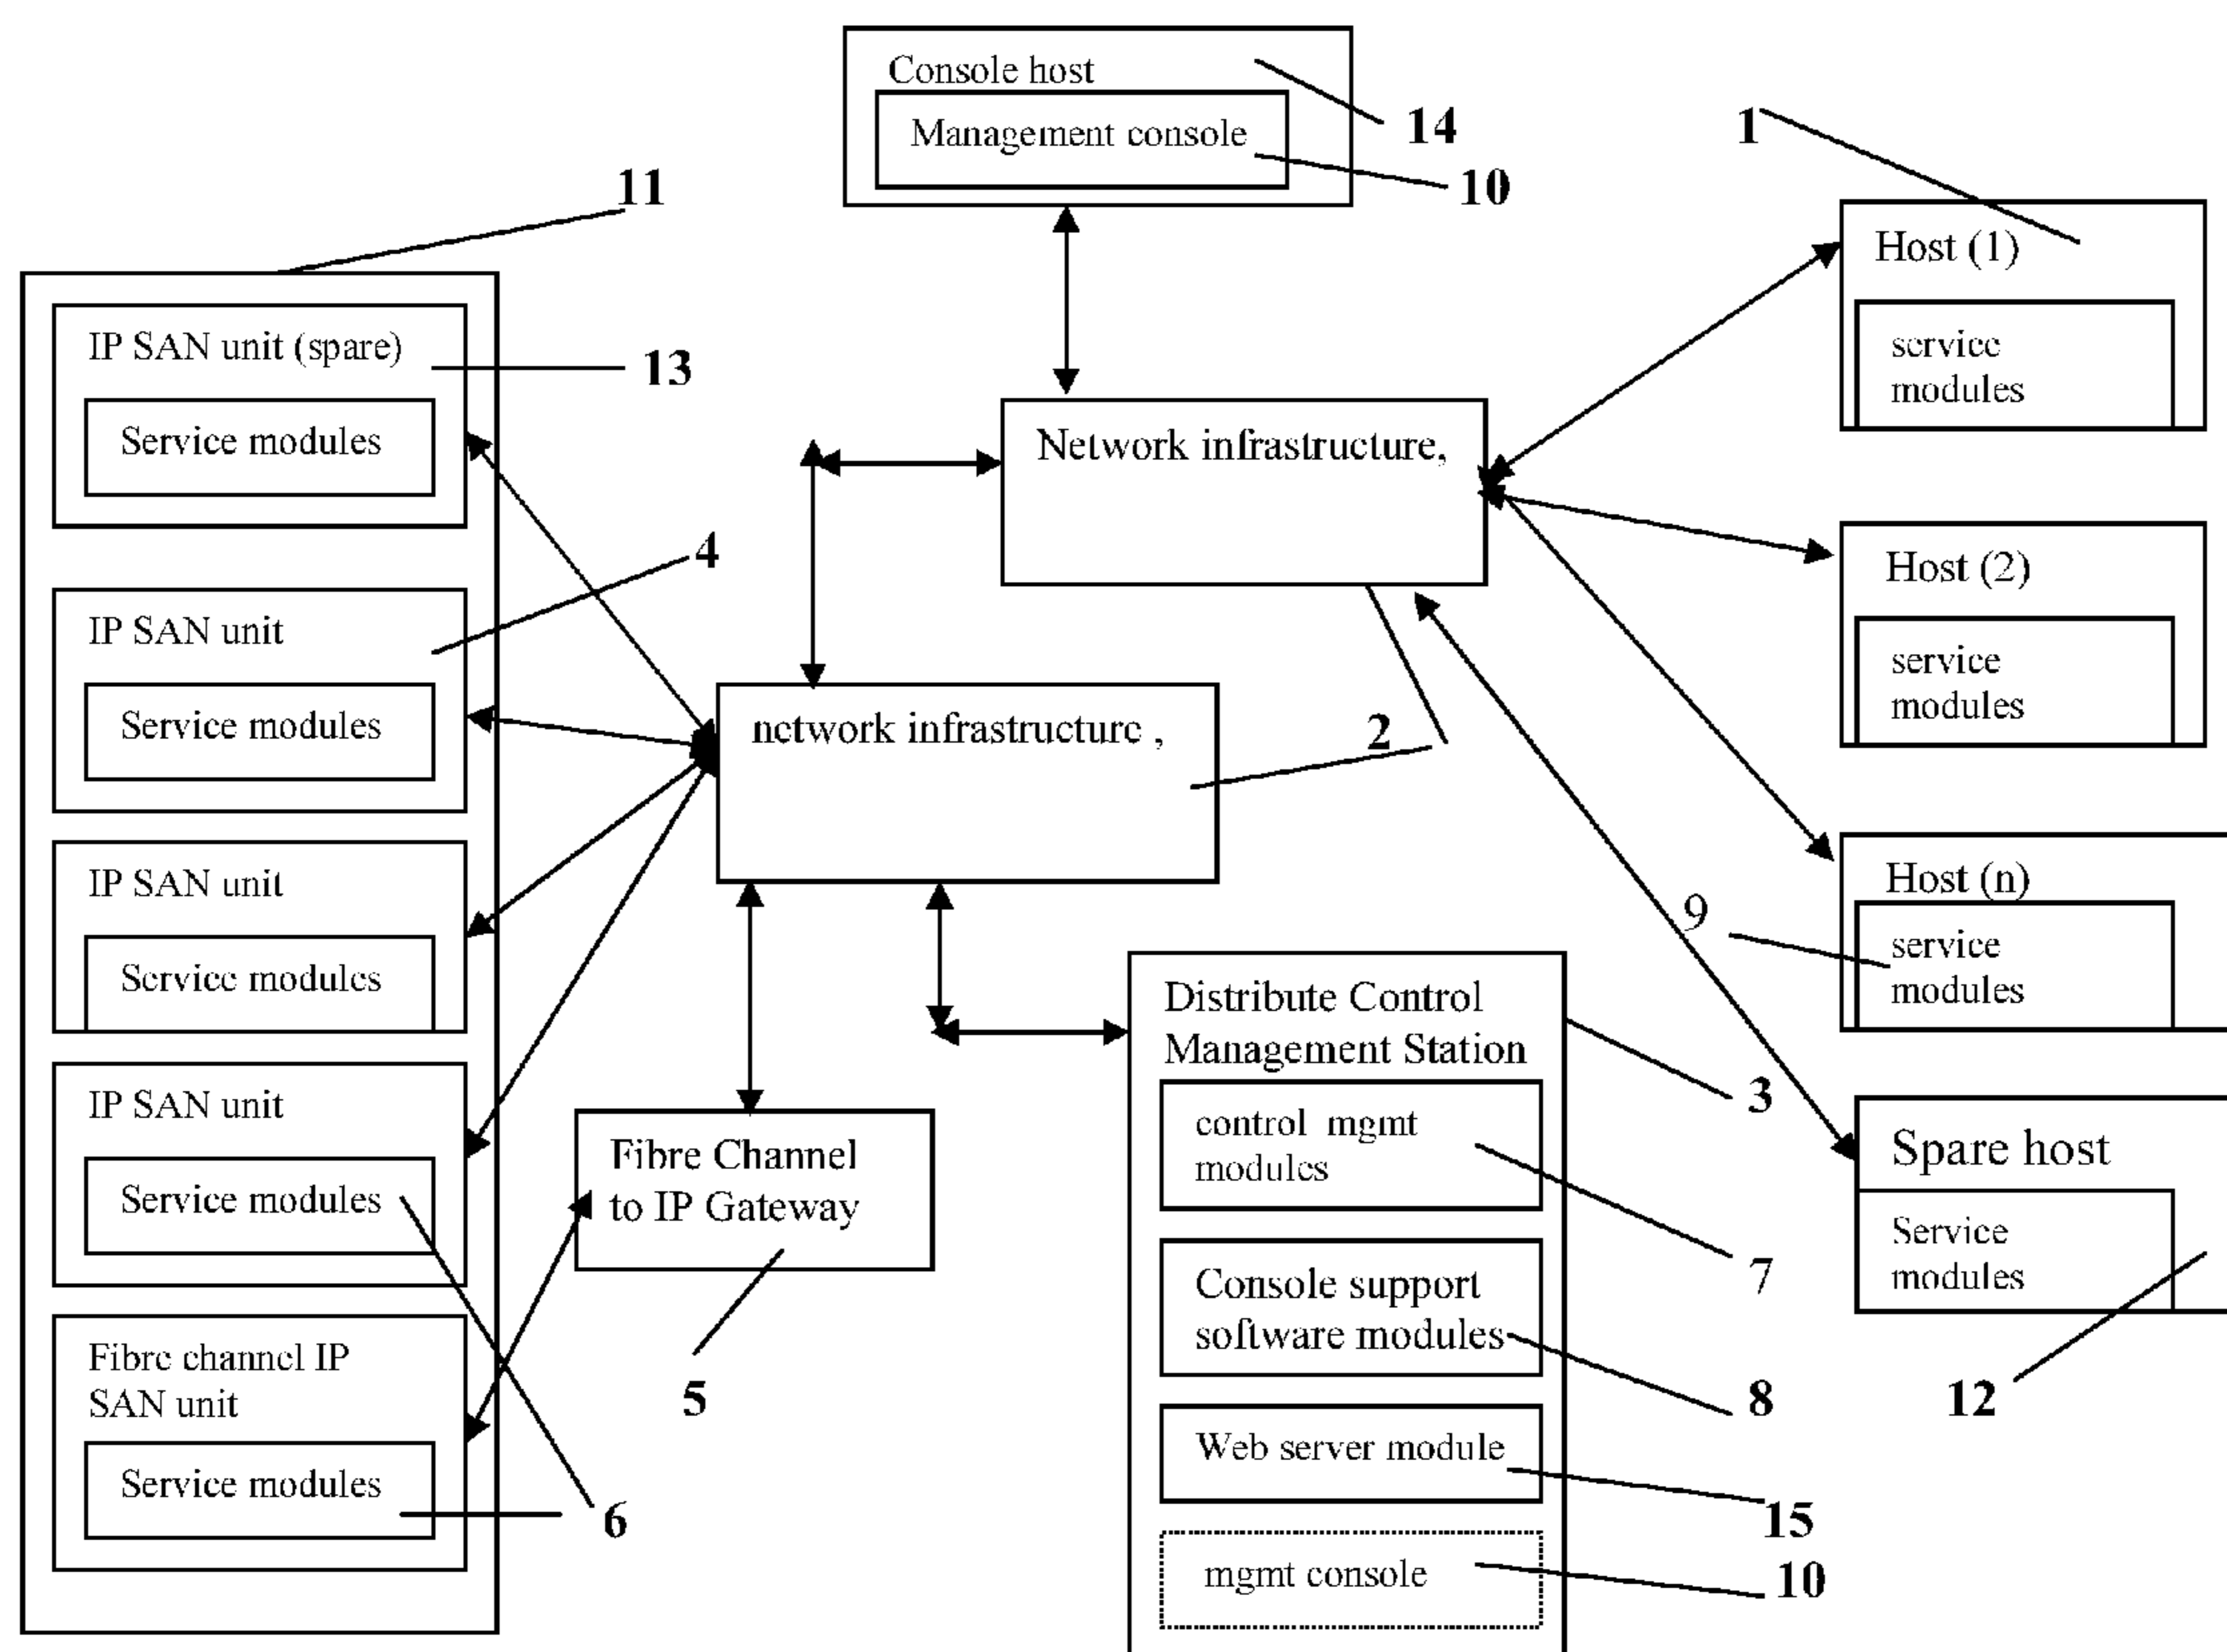 Console host
Management console
14
10
1
11
Host (1)
service
modules
IP SAN unit (spare)
13
Service modules
Network infrastructure,
4
Host (2)
service
modules
IP SAN unit
Service modules
network infrastructure ,
2
IP SAN unit
Service modules
Host (n)
9
service
modules
Distribute Control
Management Station
3
control mgmt
modules
7
Console support
software modules
8
Web server module
15
mgmt console
10
IP SAN unit
Service modules
Fibre Channel
to IP Gateway
5
Spare host
Service
modules
12
Fibre channel IP
SAN unit
Service modules
6